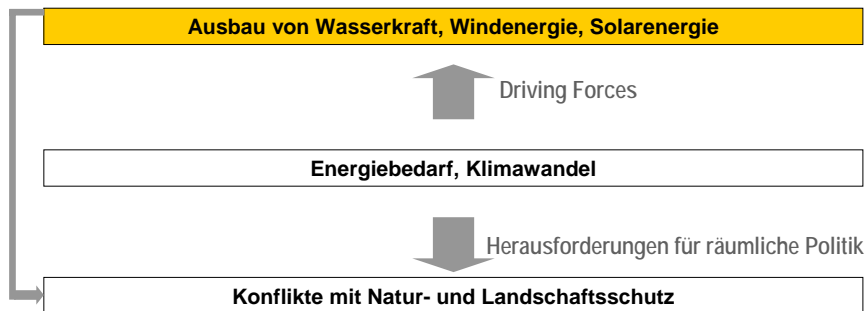 Ausbau von Wasserkraft, Windenergie, Solarenergie
Driving Forces
Energiebedarf, Klimawandel
Herausforderungen für räumliche Politik
Konflikte mit Natur- und Landschaftsschutz